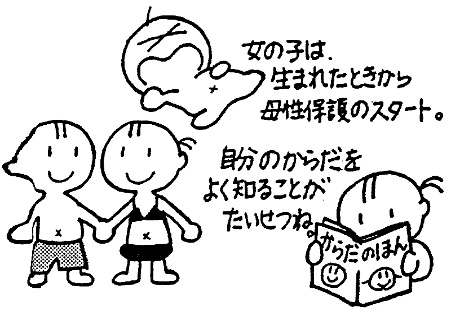 女の子は、
生まれたときから
母性保護のスタート。
自分のからだを
よく知ることが
たいせつね。
からだのほん